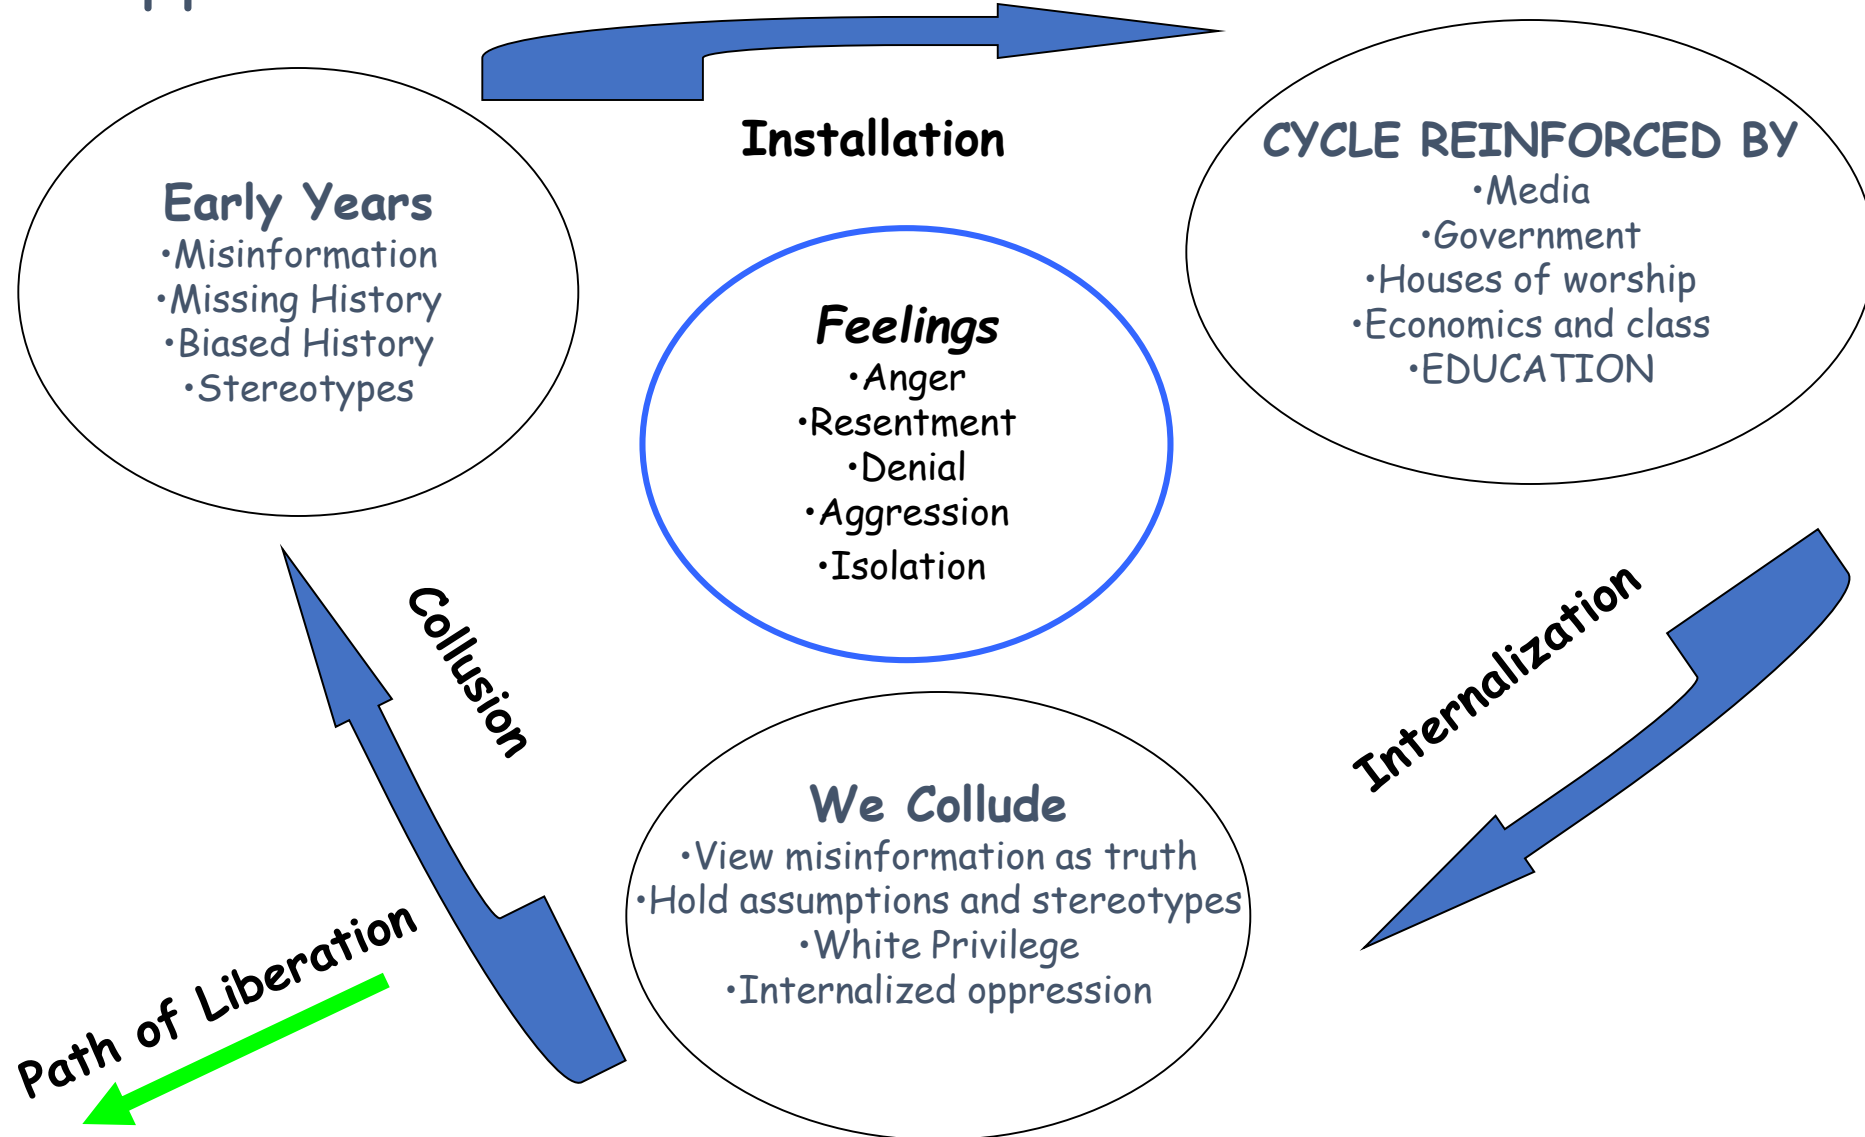 Installation
Early Years
•Misinformation
•Missing History
•Biased History
•Stereotypes
CYCLE REINFORCED BY
•Media
•Government
•Houses of worship
•Economics and class
•EDUCATION
Feelings
•Anger
•Resentment
•Denial
•Aggression
•Isolation
Collusion
Internalization
We Collude
•View misinformation as truth
•Hold assumptions and stereotypes
•White Privilege
•Internalized oppression
Path of Liberation